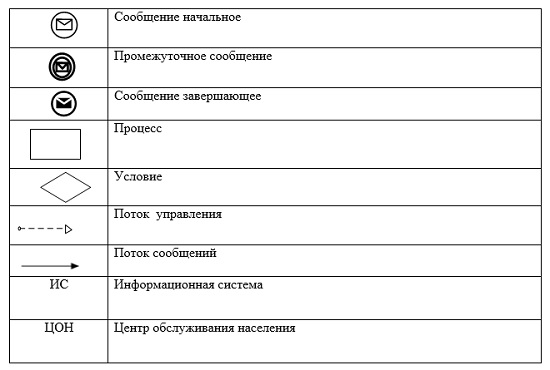 Сообщение начальное
Промежуточное сообщение
Сообщение завершающее
Процесс
Условие
Поток управления
Поток сообщений
ИС Информационная система
ЦОН Центр обслуживания населения